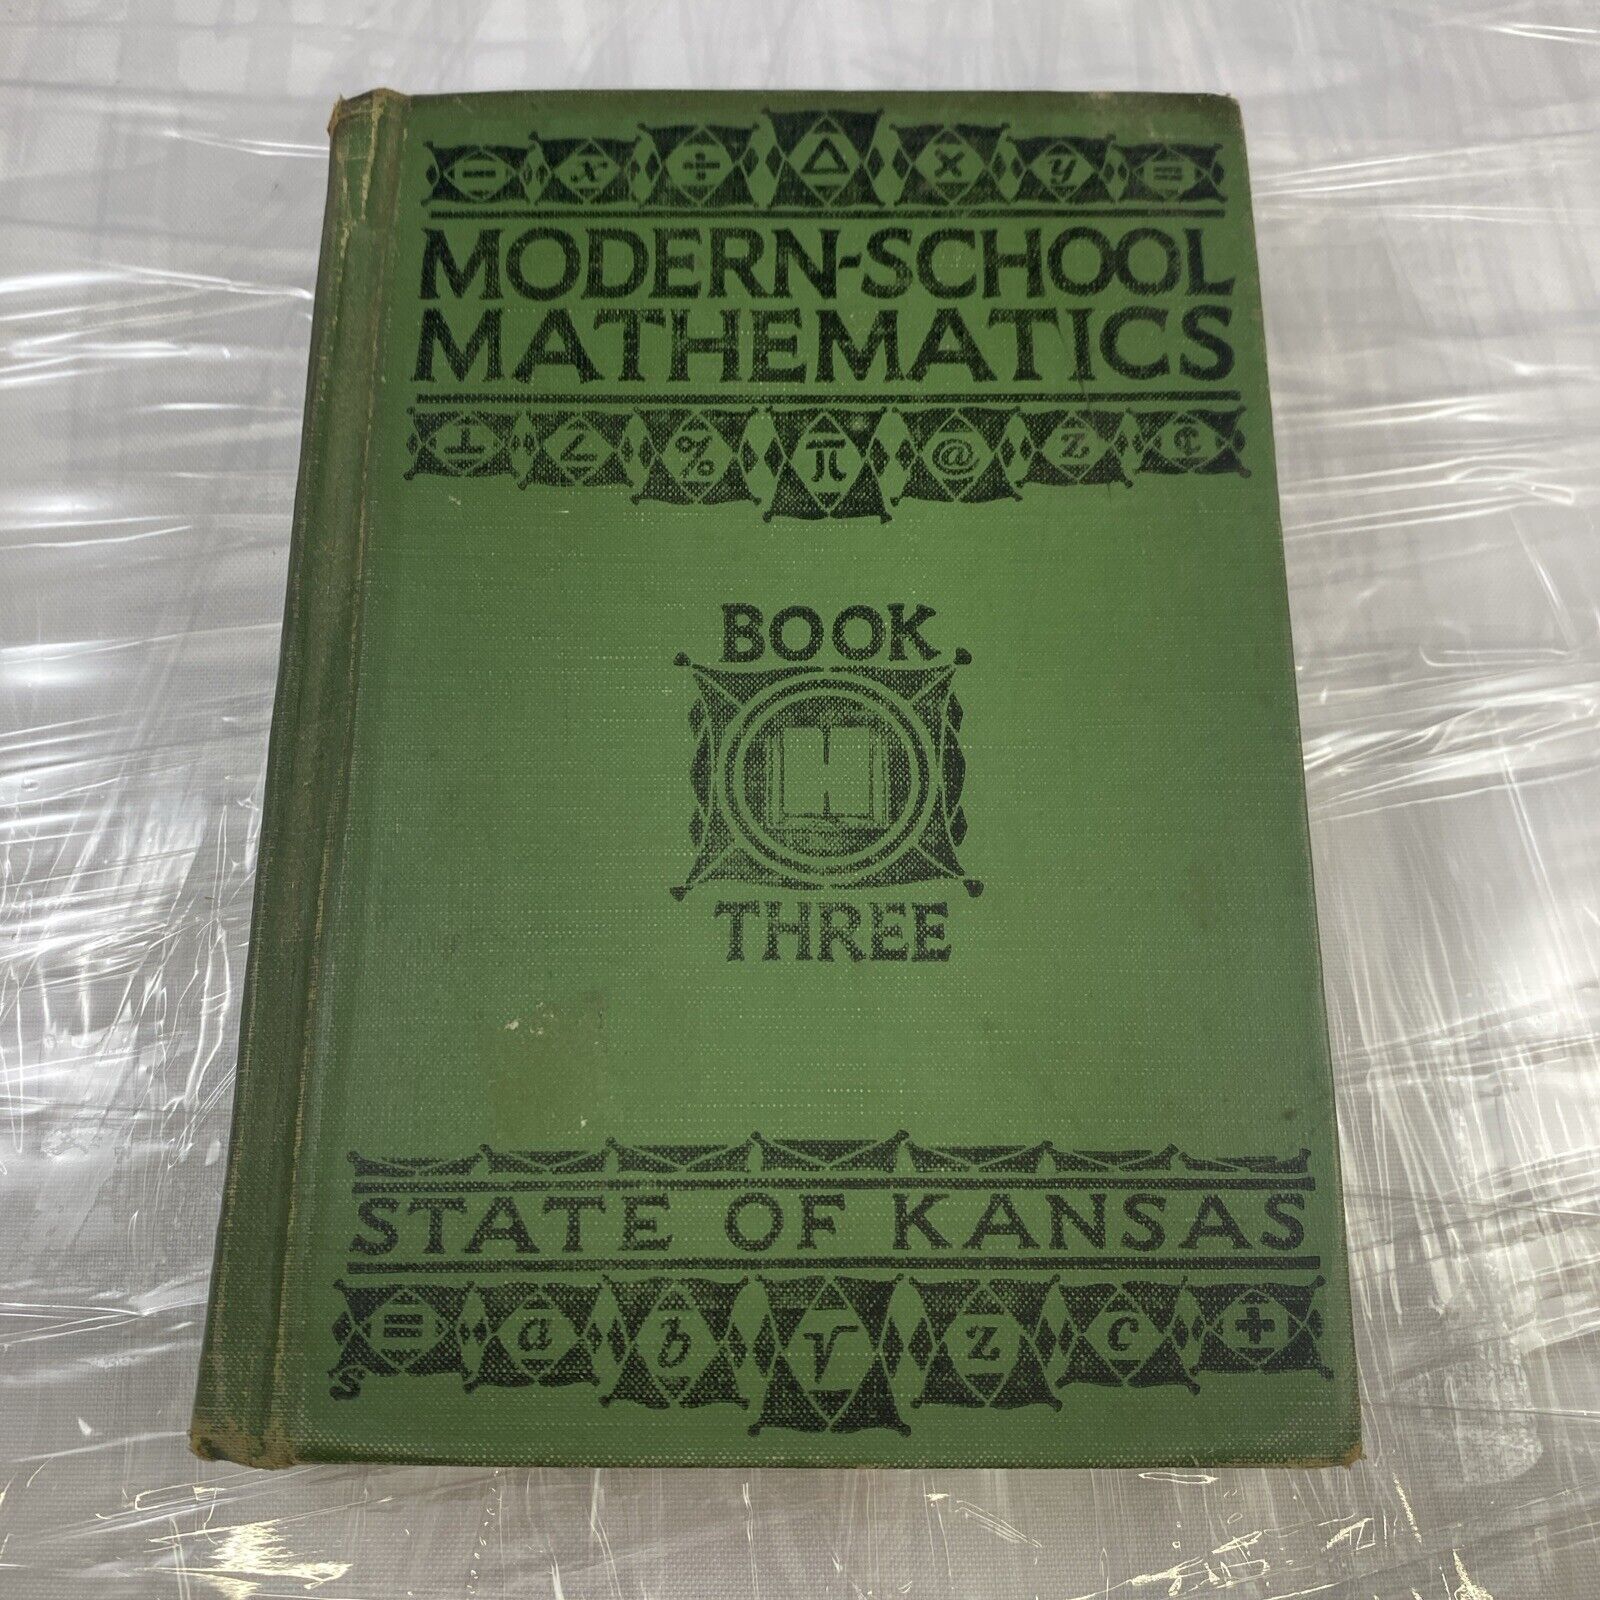 − x ÷ △ × y =
MODERN-SCHOOL
MATHEMATICS
⊥ ∠ % π @ z ¢
BOOK
THREE
STATE OF KANSAS
= a b √ z c +
S